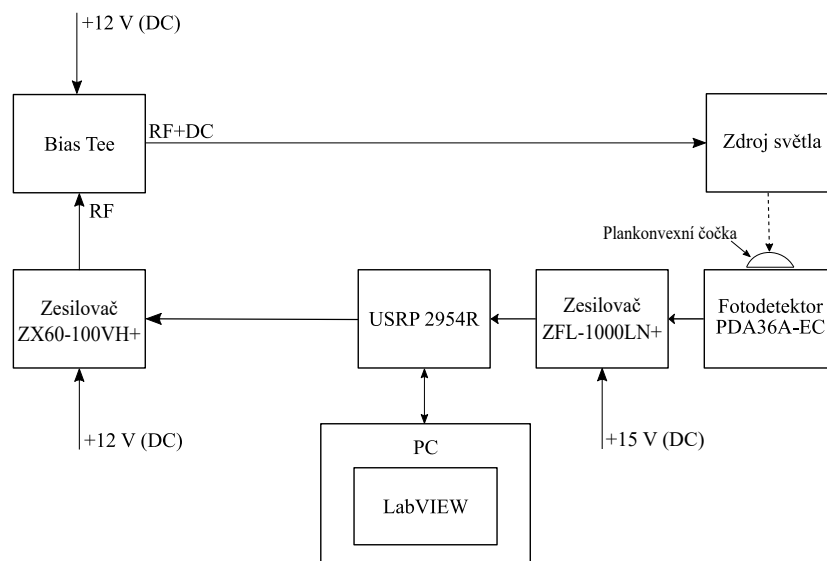 +12 V (DC)
Bias Tee
RF+DC
Zdroj světla
RF
Plankonvexní čočka
Zesilovač
ZX60-100VH+
USRP 2954R
Zesilovač
ZFL-1000LN+
Fotodetektor
PDA36A-EC
+12 V (DC)
PC
+15 V (DC)
LabVIEW